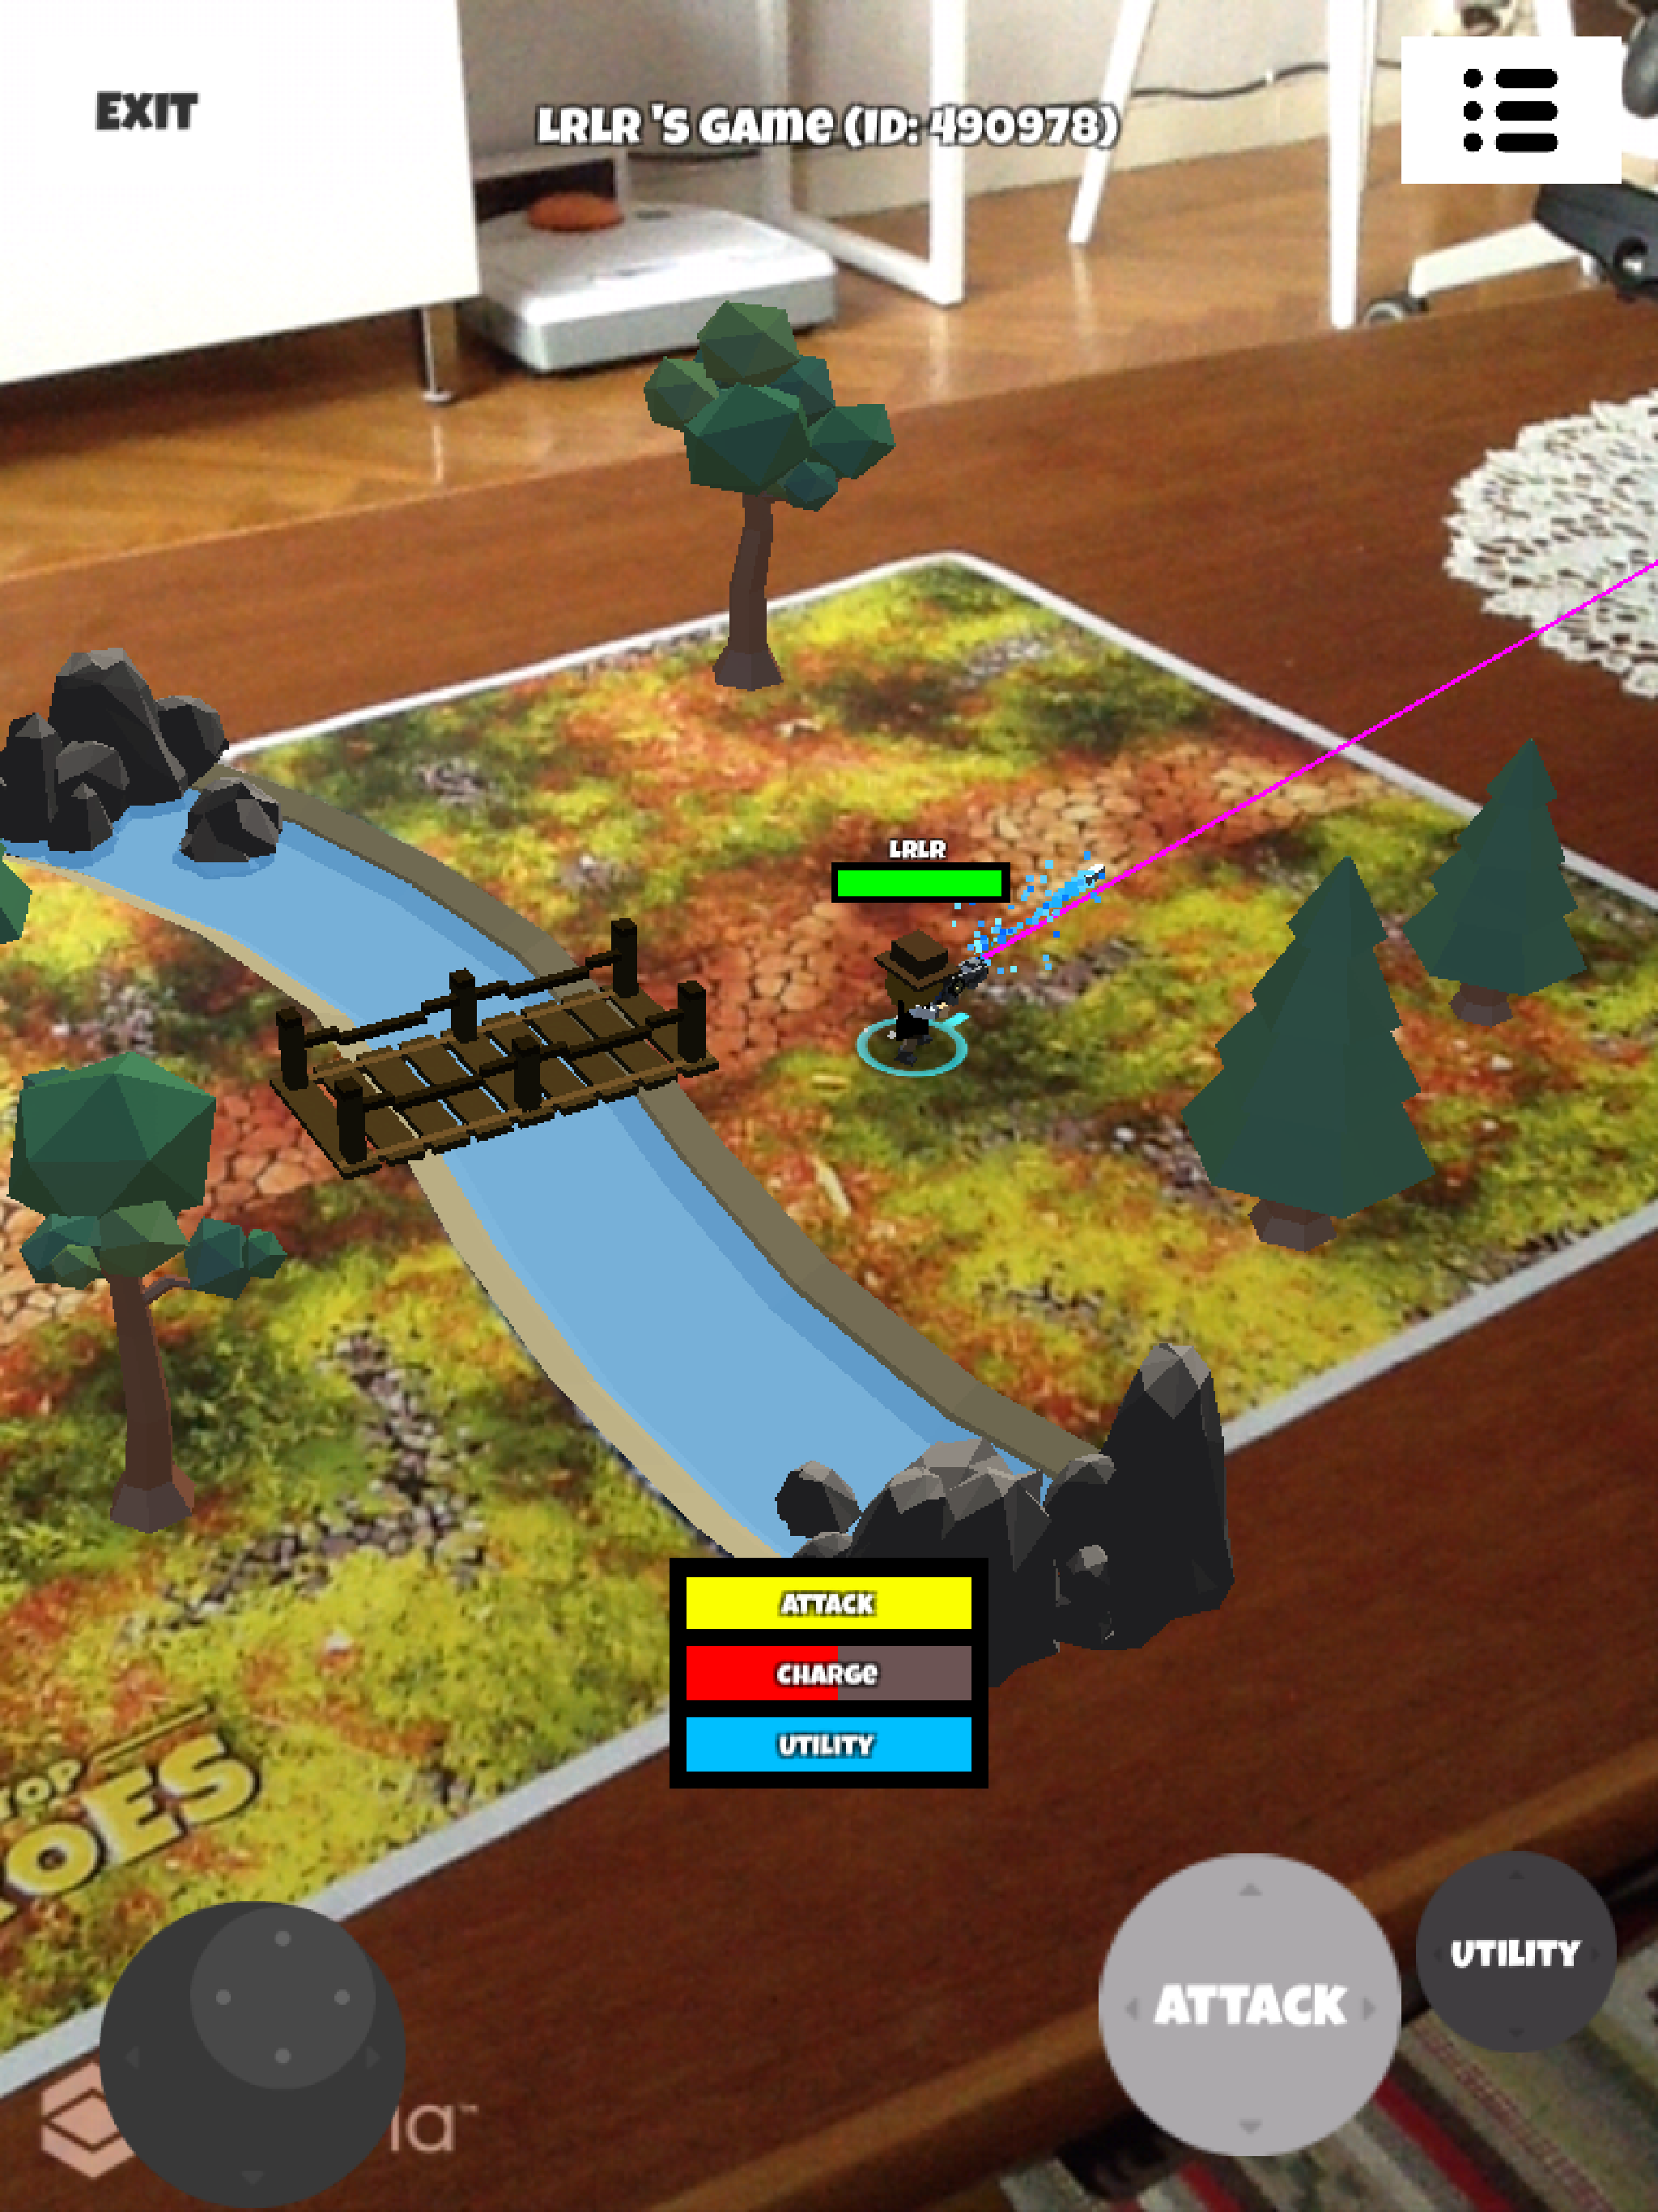 EXIT
LRLR 'S GAME (ID: 490978)
LRLR
ATTACK
CHARGE
UTILITY
UTILITY
ATTACK